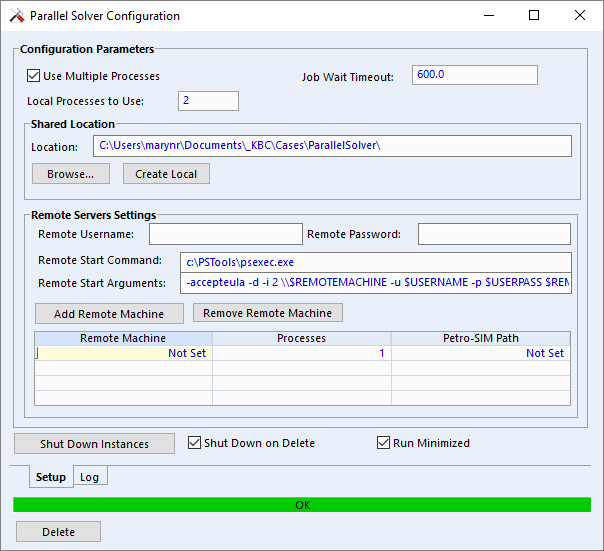 Parallel Solver Configuration
Configuration Parameters
Use Multiple Processes
Job Wait Timeout: 600.0
Local Processes to Use: 2
Shared Location
Location: C:\Users\marynr\Documents\_KBC\Cases\ParallelSolver\
Browse... Create Local
Remote Servers Settings
Remote Username: Remote Password:
Remote Start Command: c:\PSTools\psexec.exe
Remote Start Arguments: -accepteula -d -i 2 \\$REMOTEMACHINE -u $USERNAME -p $USERPASS $REM
Add Remote Machine Remove Remote Machine
Remote Machine Processes Petro-SIM Path
Not Set 1 Not Set
Shut Down Instances Shut Down on Delete Run Minimized
Setup Log
OK
Delete